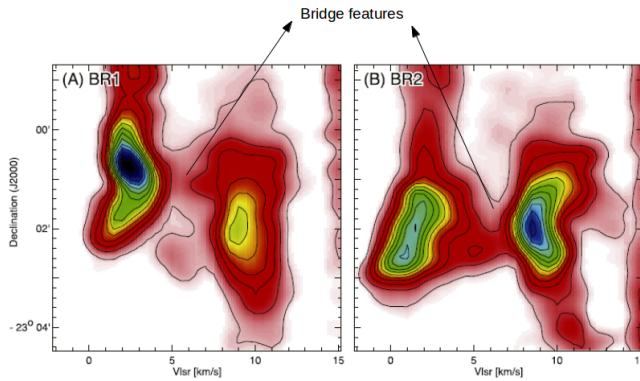 Bridge features
(A) BR1
(B) BR2
00'
02'
- 23° 04'
Declination (J2000)
0
5
10
15
Vlsr [km/s]
0
5
10
Vlsr [km/s]